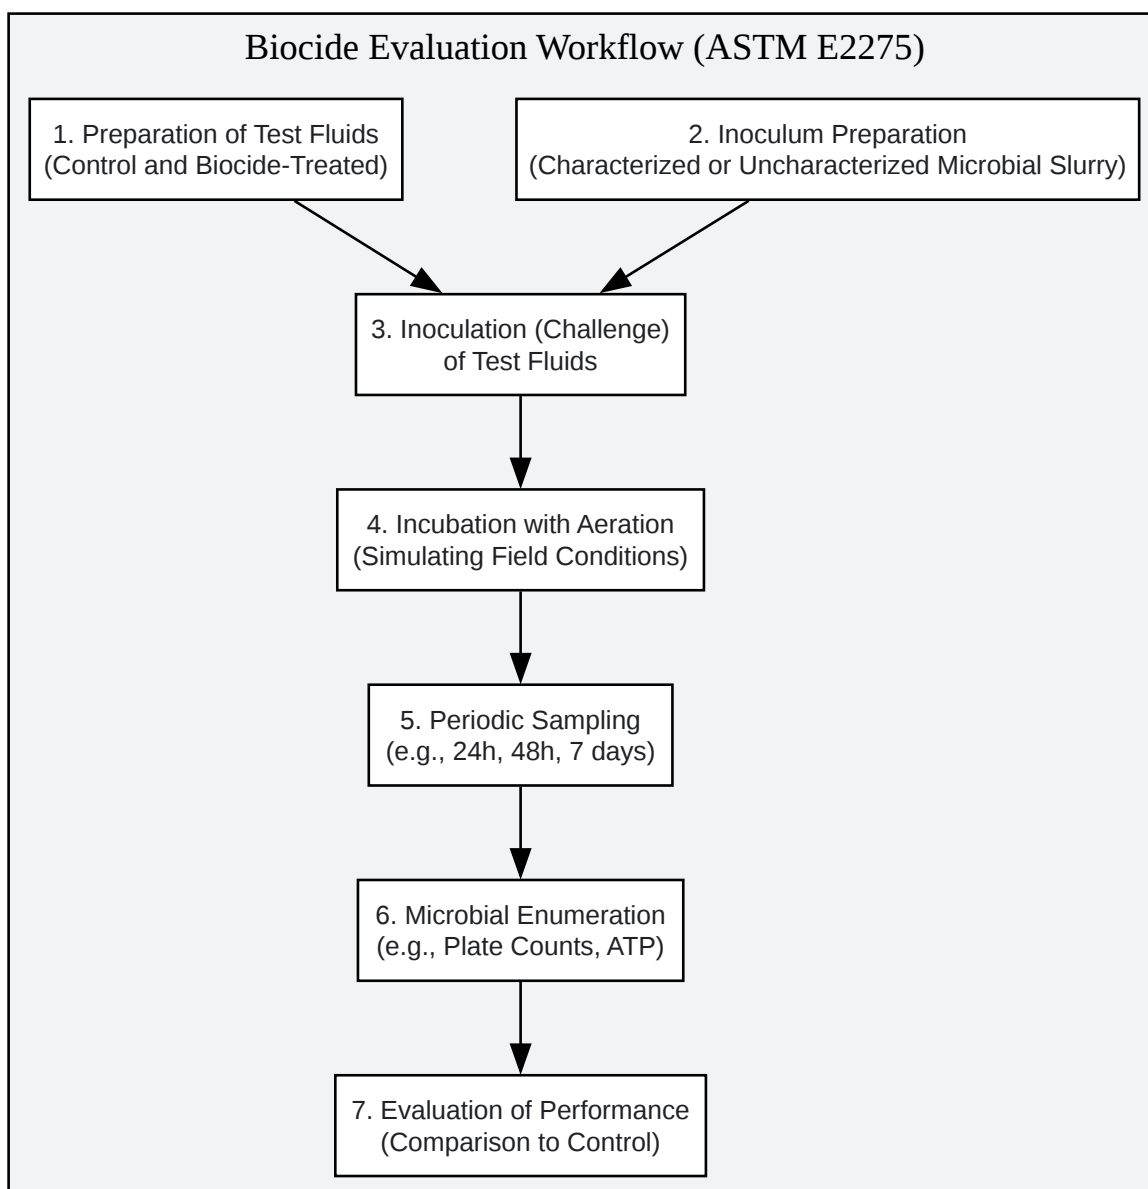 Biocide Evaluation Workflow (ASTM E2275)
1. Preparation of Test Fluids
(Control and Biocide-Treated)
2. Inoculum Preparation
(Characterized or Uncharacterized Microbial Slurry)
3. Inoculation (Challenge)
of Test Fluids
4. Incubation with Aeration
(Simulating Field Conditions)
5. Periodic Sampling
(e.g., 24h, 48h, 7 days)
6. Microbial Enumeration
(e.g., Plate Counts, ATP)
7. Evaluation of Performance
(Comparison to Control)